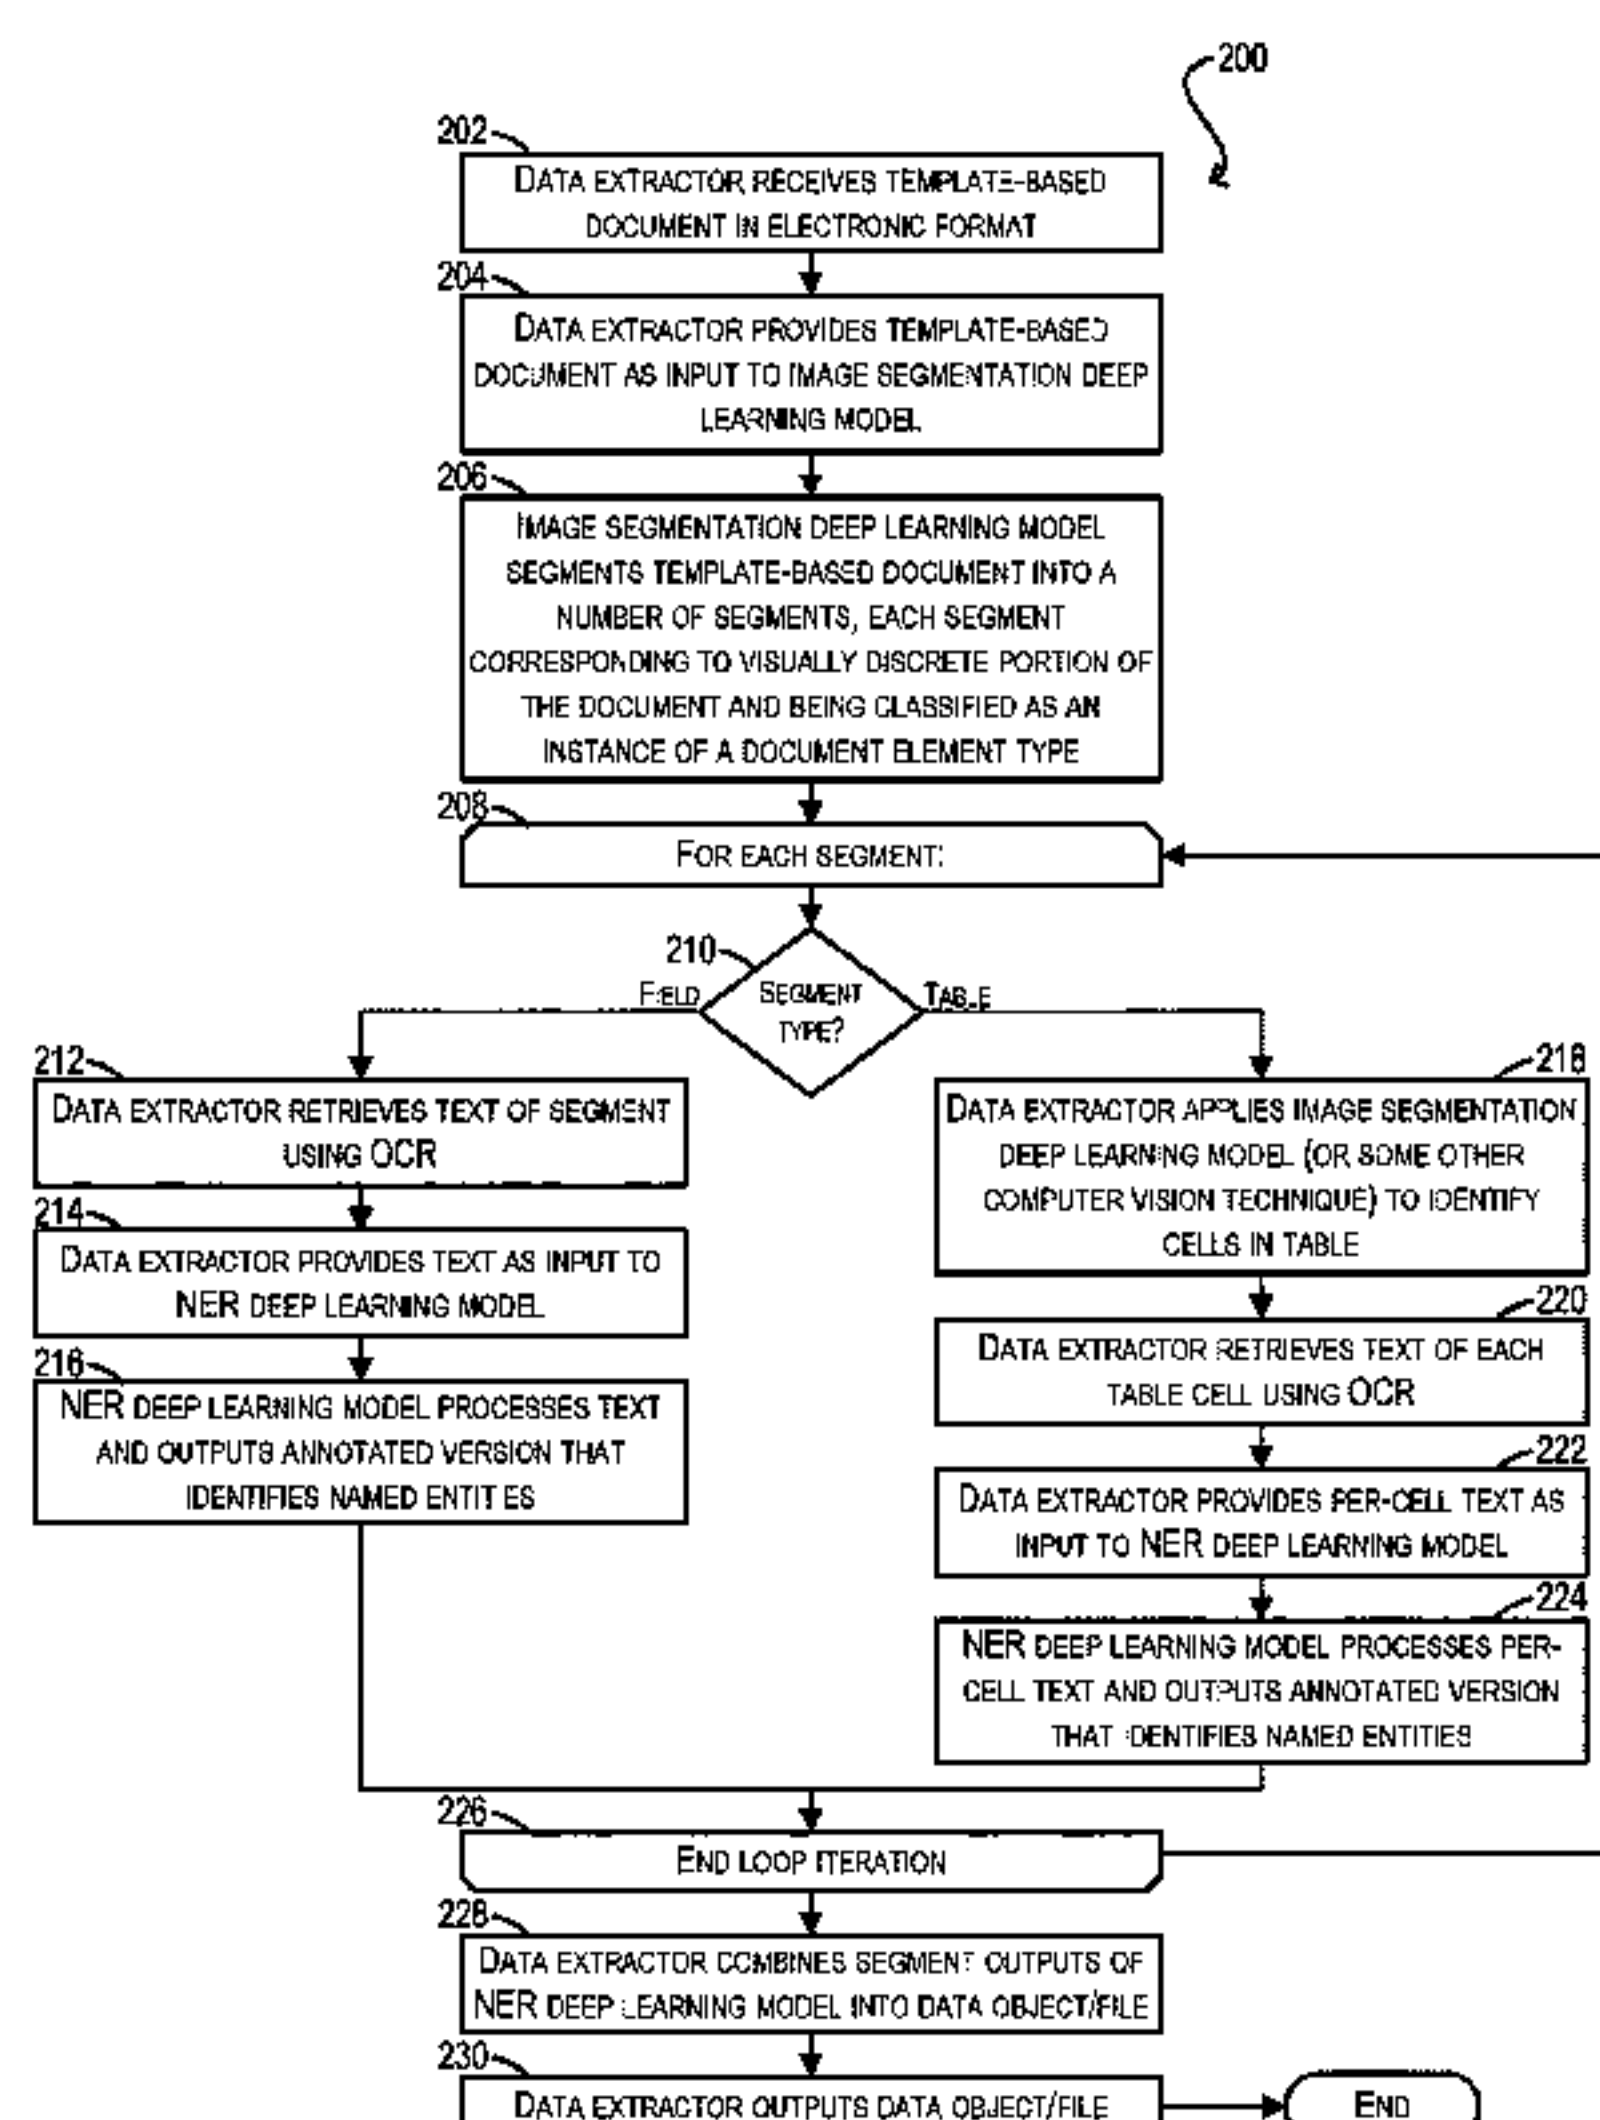 200
202
DATA EXTRACTOR RECEIVES TEMPLATE-BASED
DOCUMENT IN ELECTRONIC FORMAT
204
DATA EXTRACTOR PROVIDES TEMPLATE-BASED
DOCUMENT AS INPUT TO IMAGE SEGMENTATION DEEP
LEARNING MODEL
206
IMAGE SEGMENTATION DEEP LEARNING MODEL
SEGMENTS TEMPLATE-BASED DOCUMENT INTO A
NUMBER OF SEGMENTS, EACH SEGMENT
CORRESPONDING TO VISUALLY DISCRETE PORTION OF
THE DOCUMENT AND BEING CLASSIFIED AS AN
INSTANCE OF A DOCUMENT ELEMENT TYPE
208
FOR EACH SEGMENT:
210
FIELD
SEGMENT
TYPE?
TABLE
212
DATA EXTRACTOR RETRIEVES TEXT OF SEGMENT
USING OCR
214
DATA EXTRACTOR PROVIDES TEXT AS INPUT TO
NER DEEP LEARNING MODEL
216
NER DEEP LEARNING MODEL PROCESSES TEXT
AND OUTPUTS ANNOTATED VERSION THAT
IDENTIFIES NAMED ENTITIES
218
DATA EXTRACTOR APPLIES IMAGE SEGMENTATION
DEEP LEARNING MODEL (OR SOME OTHER
COMPUTER VISION TECHNIQUE) TO IDENTIFY
CELLS IN TABLE
220
DATA EXTRACTOR RETRIEVES TEXT OF EACH
TABLE CELL USING OCR
222
DATA EXTRACTOR PROVIDES PER-CELL TEXT AS
INPUT TO NER DEEP LEARNING MODEL
224
NER DEEP LEARNING MODEL PROCESSES PER-
CELL TEXT AND OUTPUTS ANNOTATED VERSION
THAT IDENTIFIES NAMED ENTITIES
226
END LOOP ITERATION
228
DATA EXTRACTOR COMBINES SEGMENT OUTPUTS OF
NER DEEP LEARNING MODEL INTO DATA OBJECT/FILE
230
DATA EXTRACTOR OUTPUTS DATA OBJECT/FILE
END